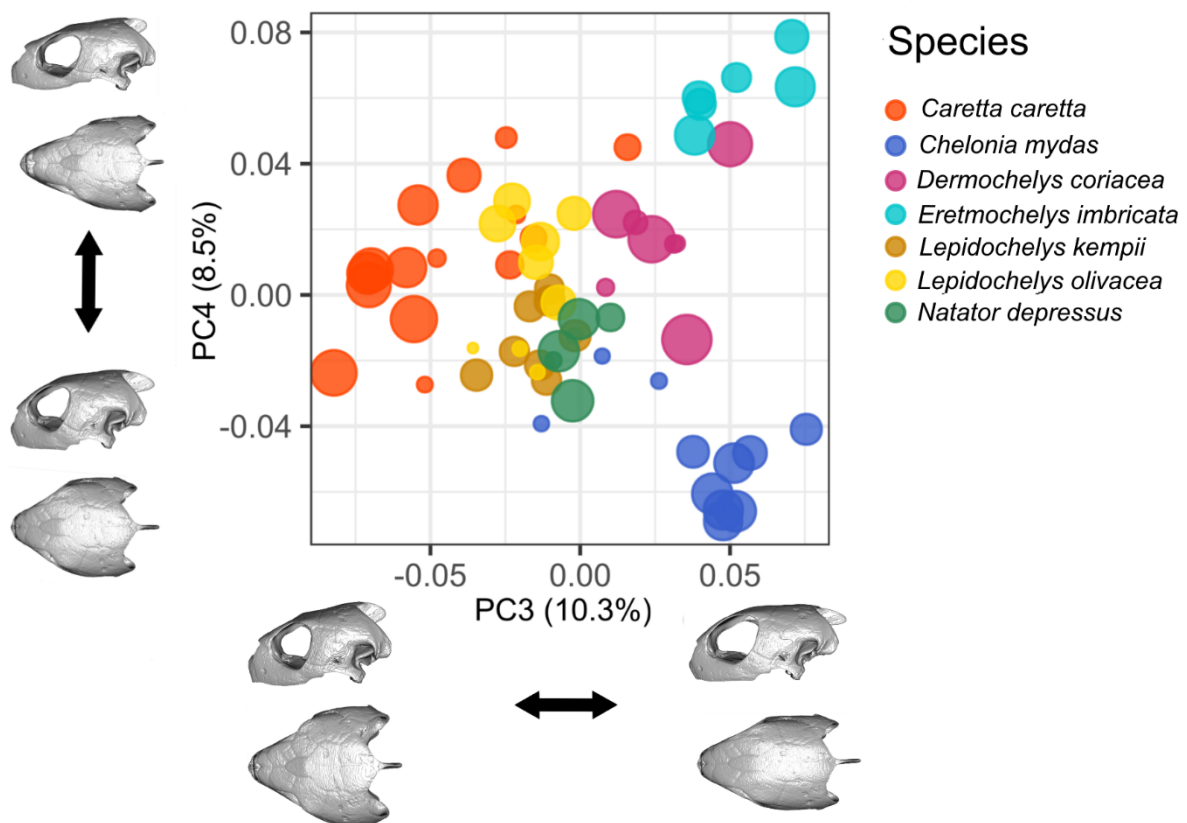 0.08
0.04
0.00
-0.04
PC4 (8.5%)
-0.05
0.00
0.05
PC3 (10.3%)
Species
Caretta caretta
Chelonia mydas
Dermochelys coriacea
Eretmochelys imbricata
Lepidochelys kempii
Lepidochelys olivacea
Natator depressus